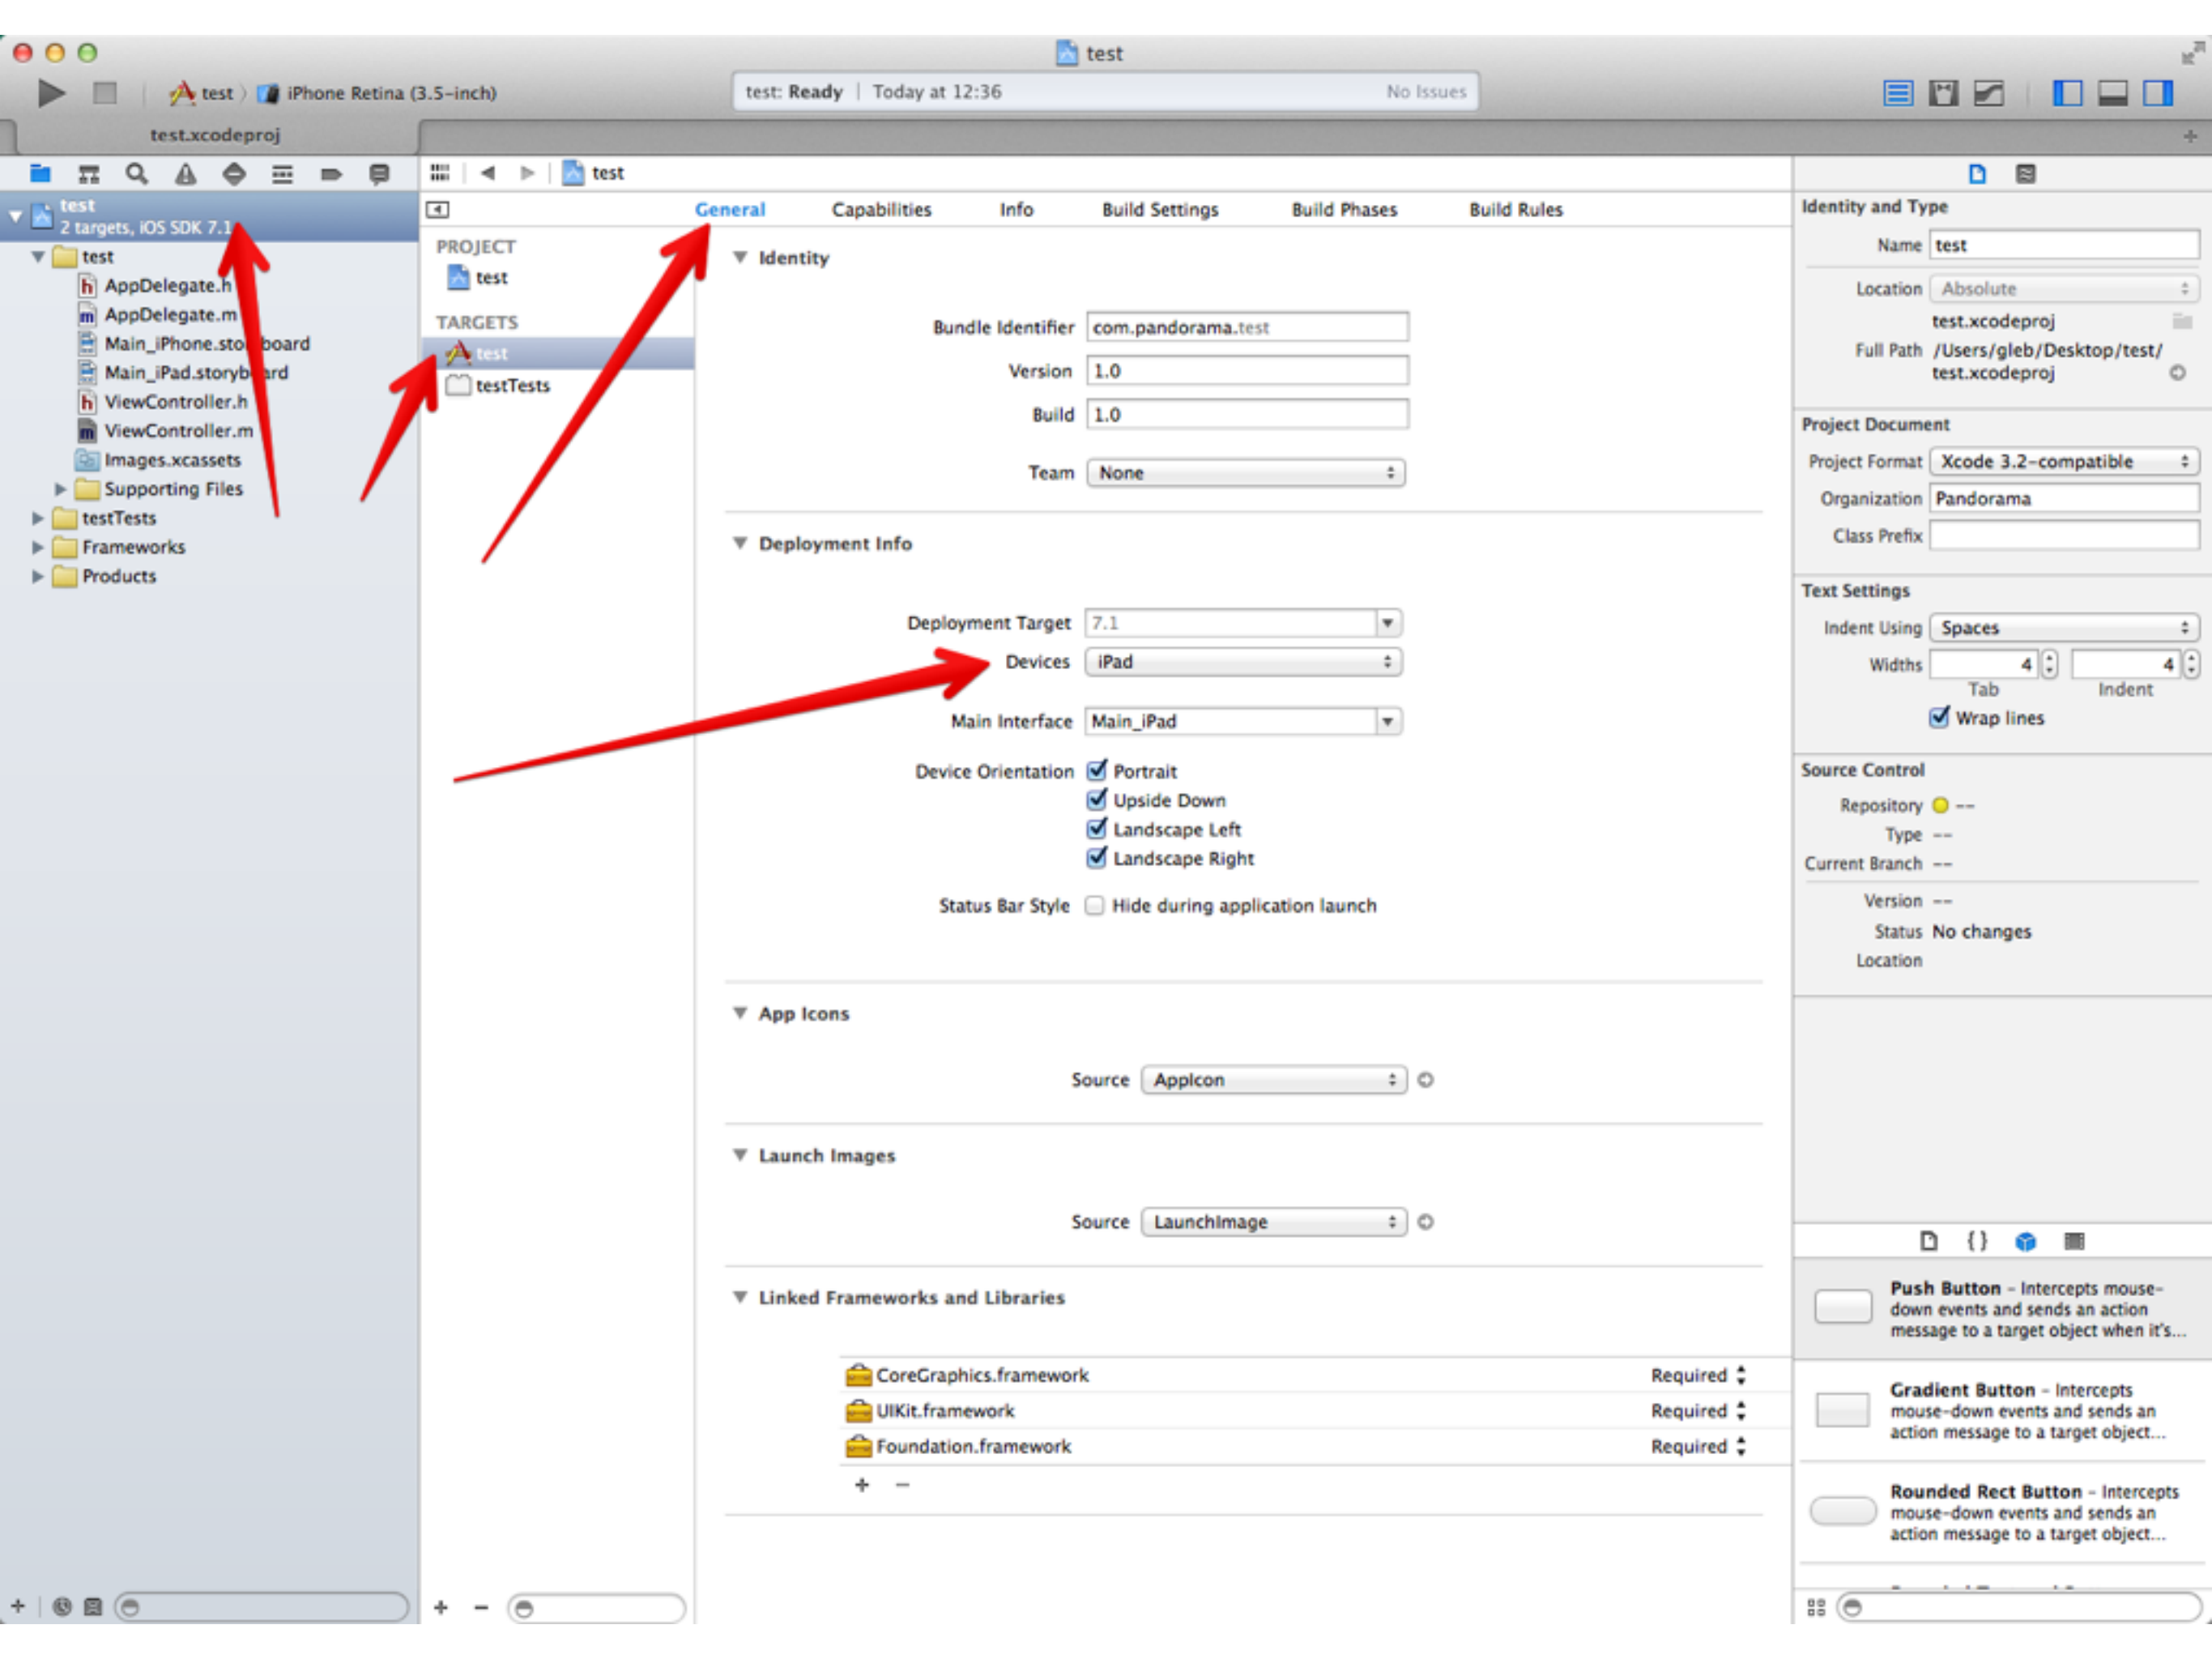 test
test
iPhone Retina (3.5-inch)
test: Ready
Today at 12:36
No Issues
test.xcodeproj
test
2 targets, iOS SDK 7.1
test
AppDelegate.h
AppDelegate.m
Main_iPad.storyboard
ViewController.h
ViewController.m
Images.xcassets
Supporting Files
testTests
Frameworks
Products
test
General
Capabilities
Info
Build Settings
Build Phases
Build Rules
PROJECT
test
TARGETS
test
testTests
Identity
Bundle Identifier com.pandorama.test
Version 1.0
Build 1.0
Team None
Deployment Info
Deployment Target 7.1
Devices iPad
Main Interface Main_iPad
Device Orientation Portrait
Upside Down
Landscape Left
Landscape Right
Status Bar Style Hide during application launch
App Icons
Source AppIcon
Launch Images
Source LaunchImage
Linked Frameworks and Libraries
CoreGraphics.framework Required
UIKit.framework Required
Foundation.framework Required
Identity and Type
Name test
Location Absolute
test.xcodeproj
Full Path /Users/gleb/Desktop/test/
test.xcodeproj
Project Document
Project Format Xcode 3.2-compatible
Organization Pandorama
Class Prefix
Text Settings
Indent Using Spaces
Widths 4 4
Tab Indent
Wrap lines
Source Control
Repository --
Type --
Current Branch --
Version --
Status No changes
Location
Push Button - Intercepts mouse-
down events and sends an action
message to a target object when it's...
Gradient Button - Intercepts
mouse-down events and sends an
action message to a target object...
Rounded Rect Button - Intercepts
mouse-down events and sends an
action message to a target object...